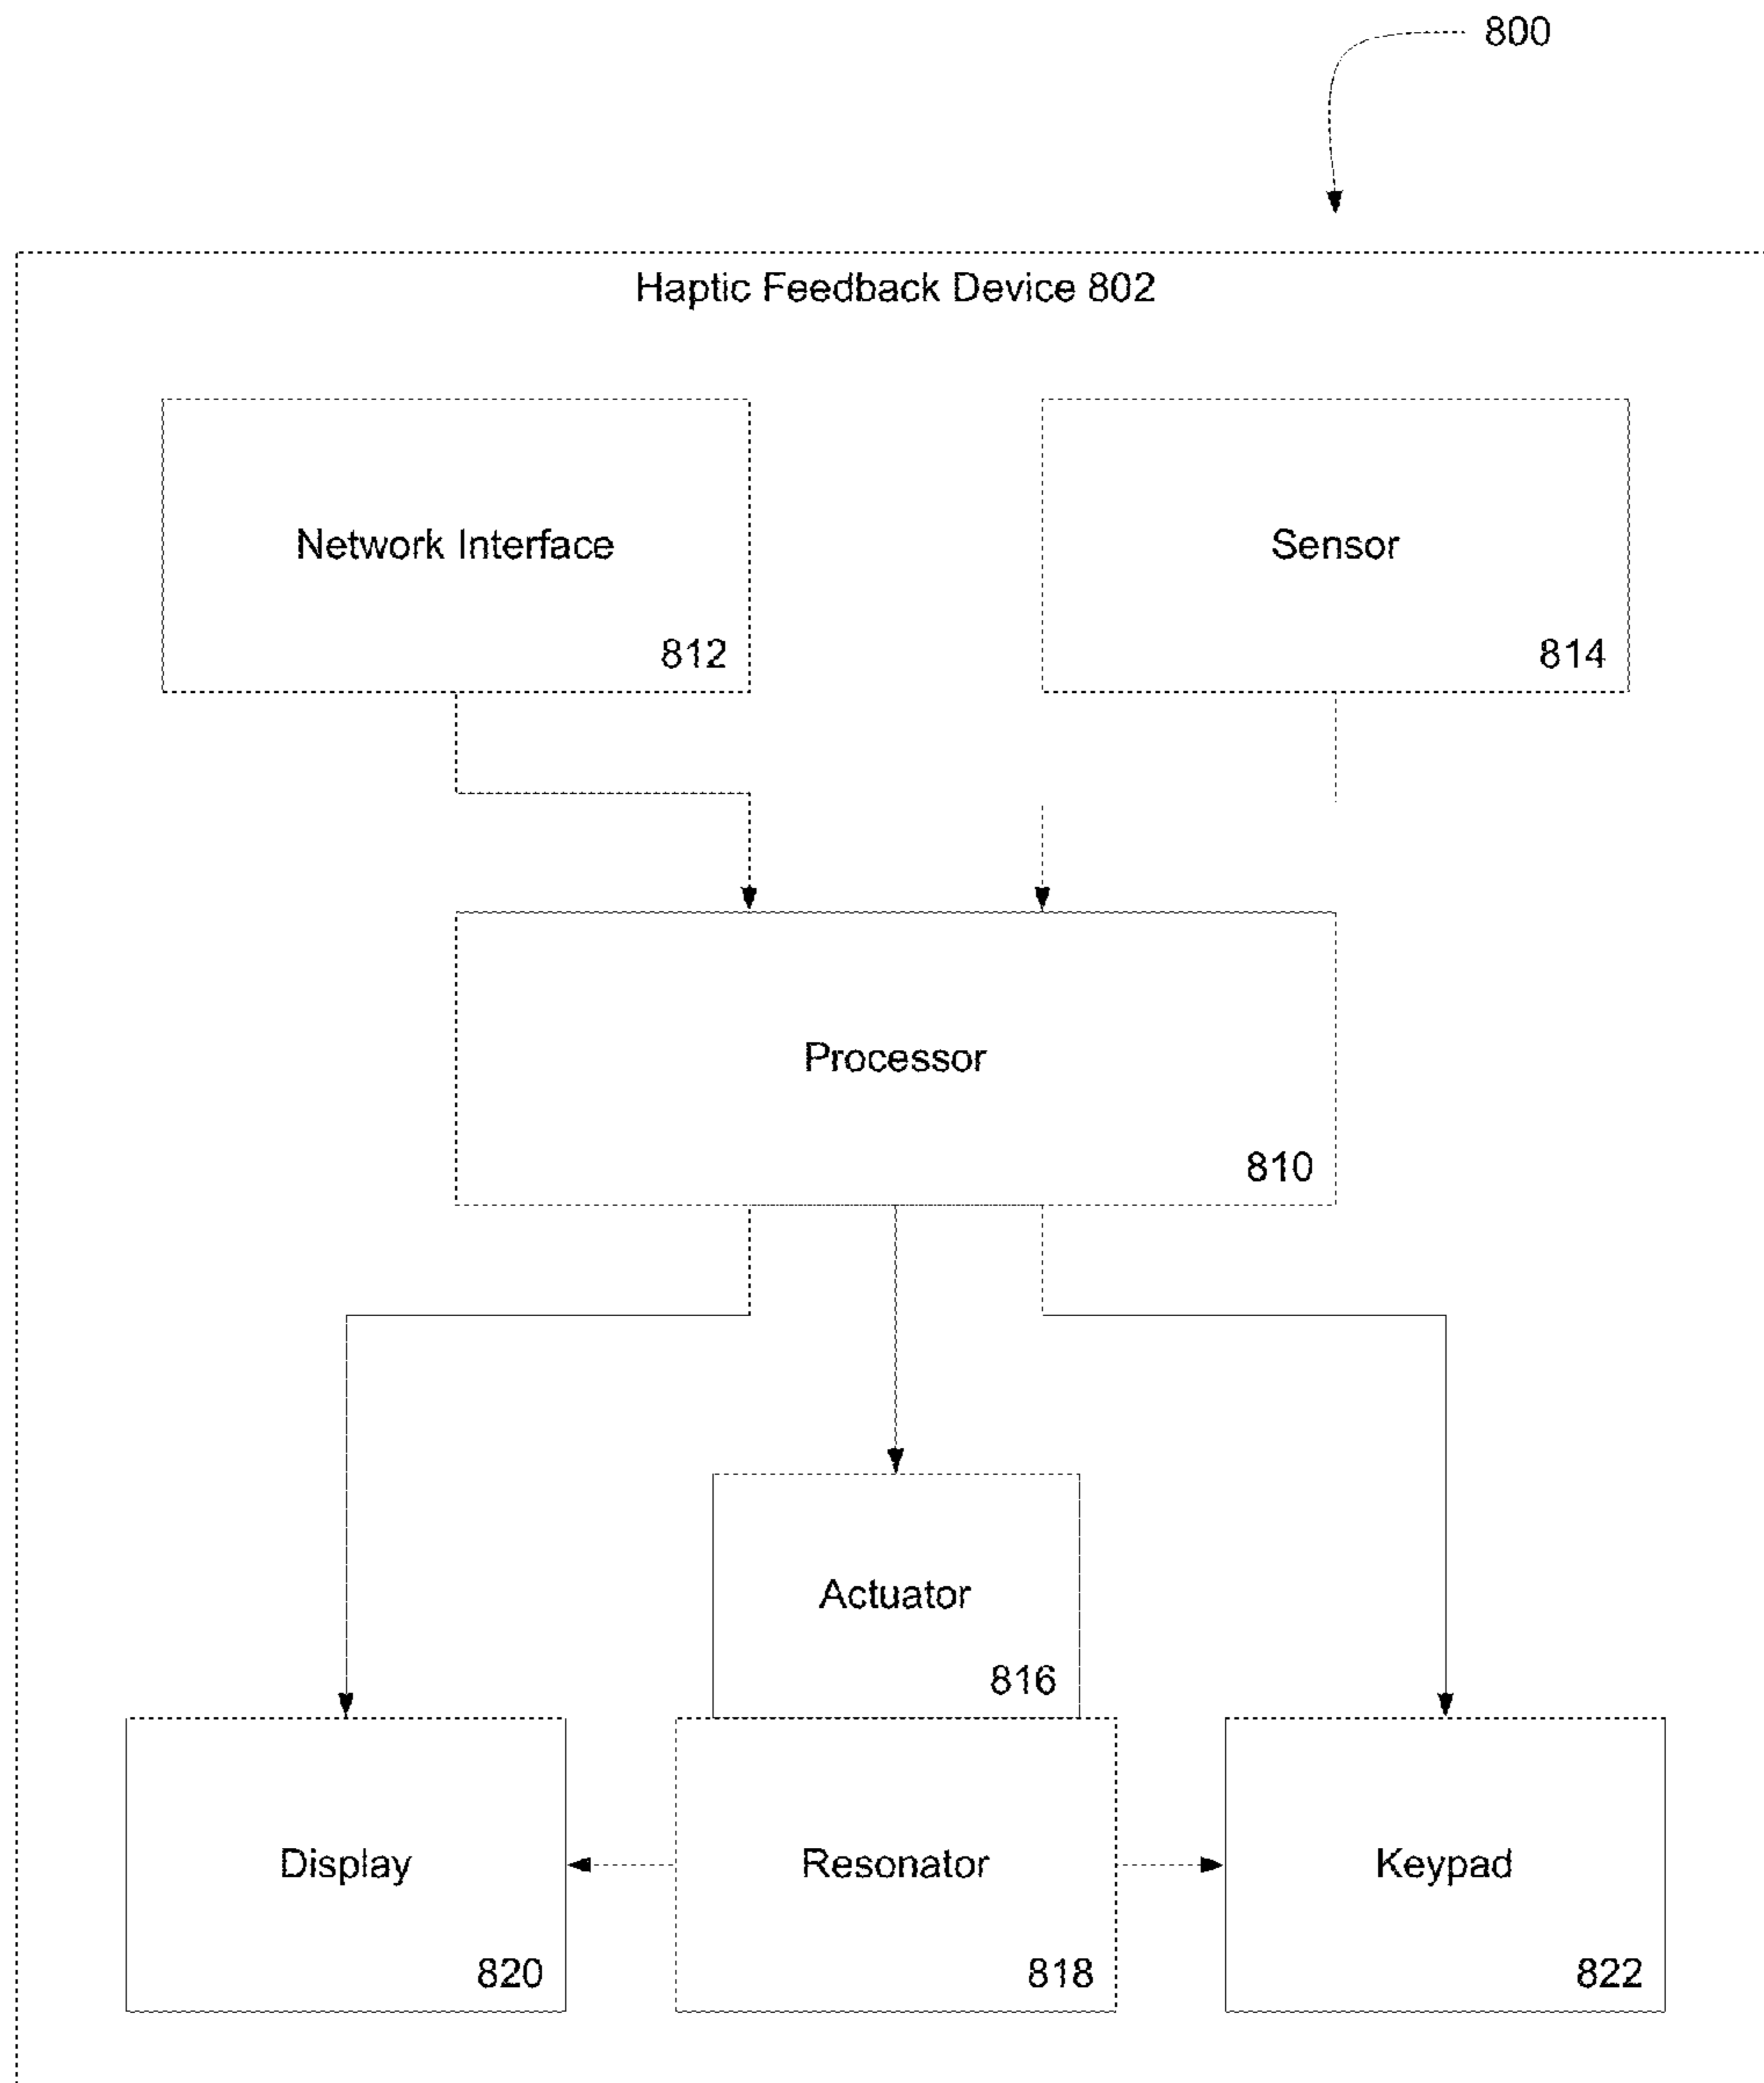 800
Haptic Feedback Device 802
Network Interface
812
Sensor
814
Processor
810
Actuator
816
Display
820
Resonator
818
Keypad
822